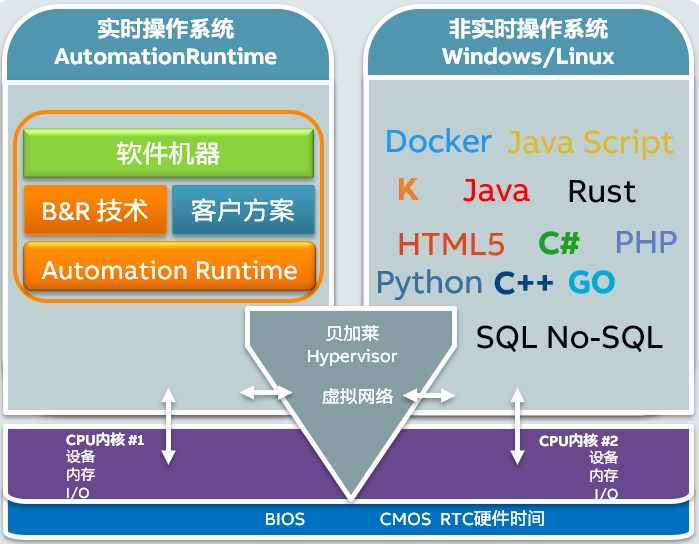 实时操作系统
AutomationRuntime
软件机器
B&R 技术
客户方案
Automation Runtime
非实时操作系统
Windows/Linux
Docker
Java Script
K
Java
Rust
HTML5
C#
PHP
Python
C++
GO
SQL No-SQL
贝加莱
Hypervisor
虚拟网络
CPU内核 #1
设备
内存
I/O
CPU内核 #2
设备
内存
I/O
BIOS
CMOS RTC硬件时间